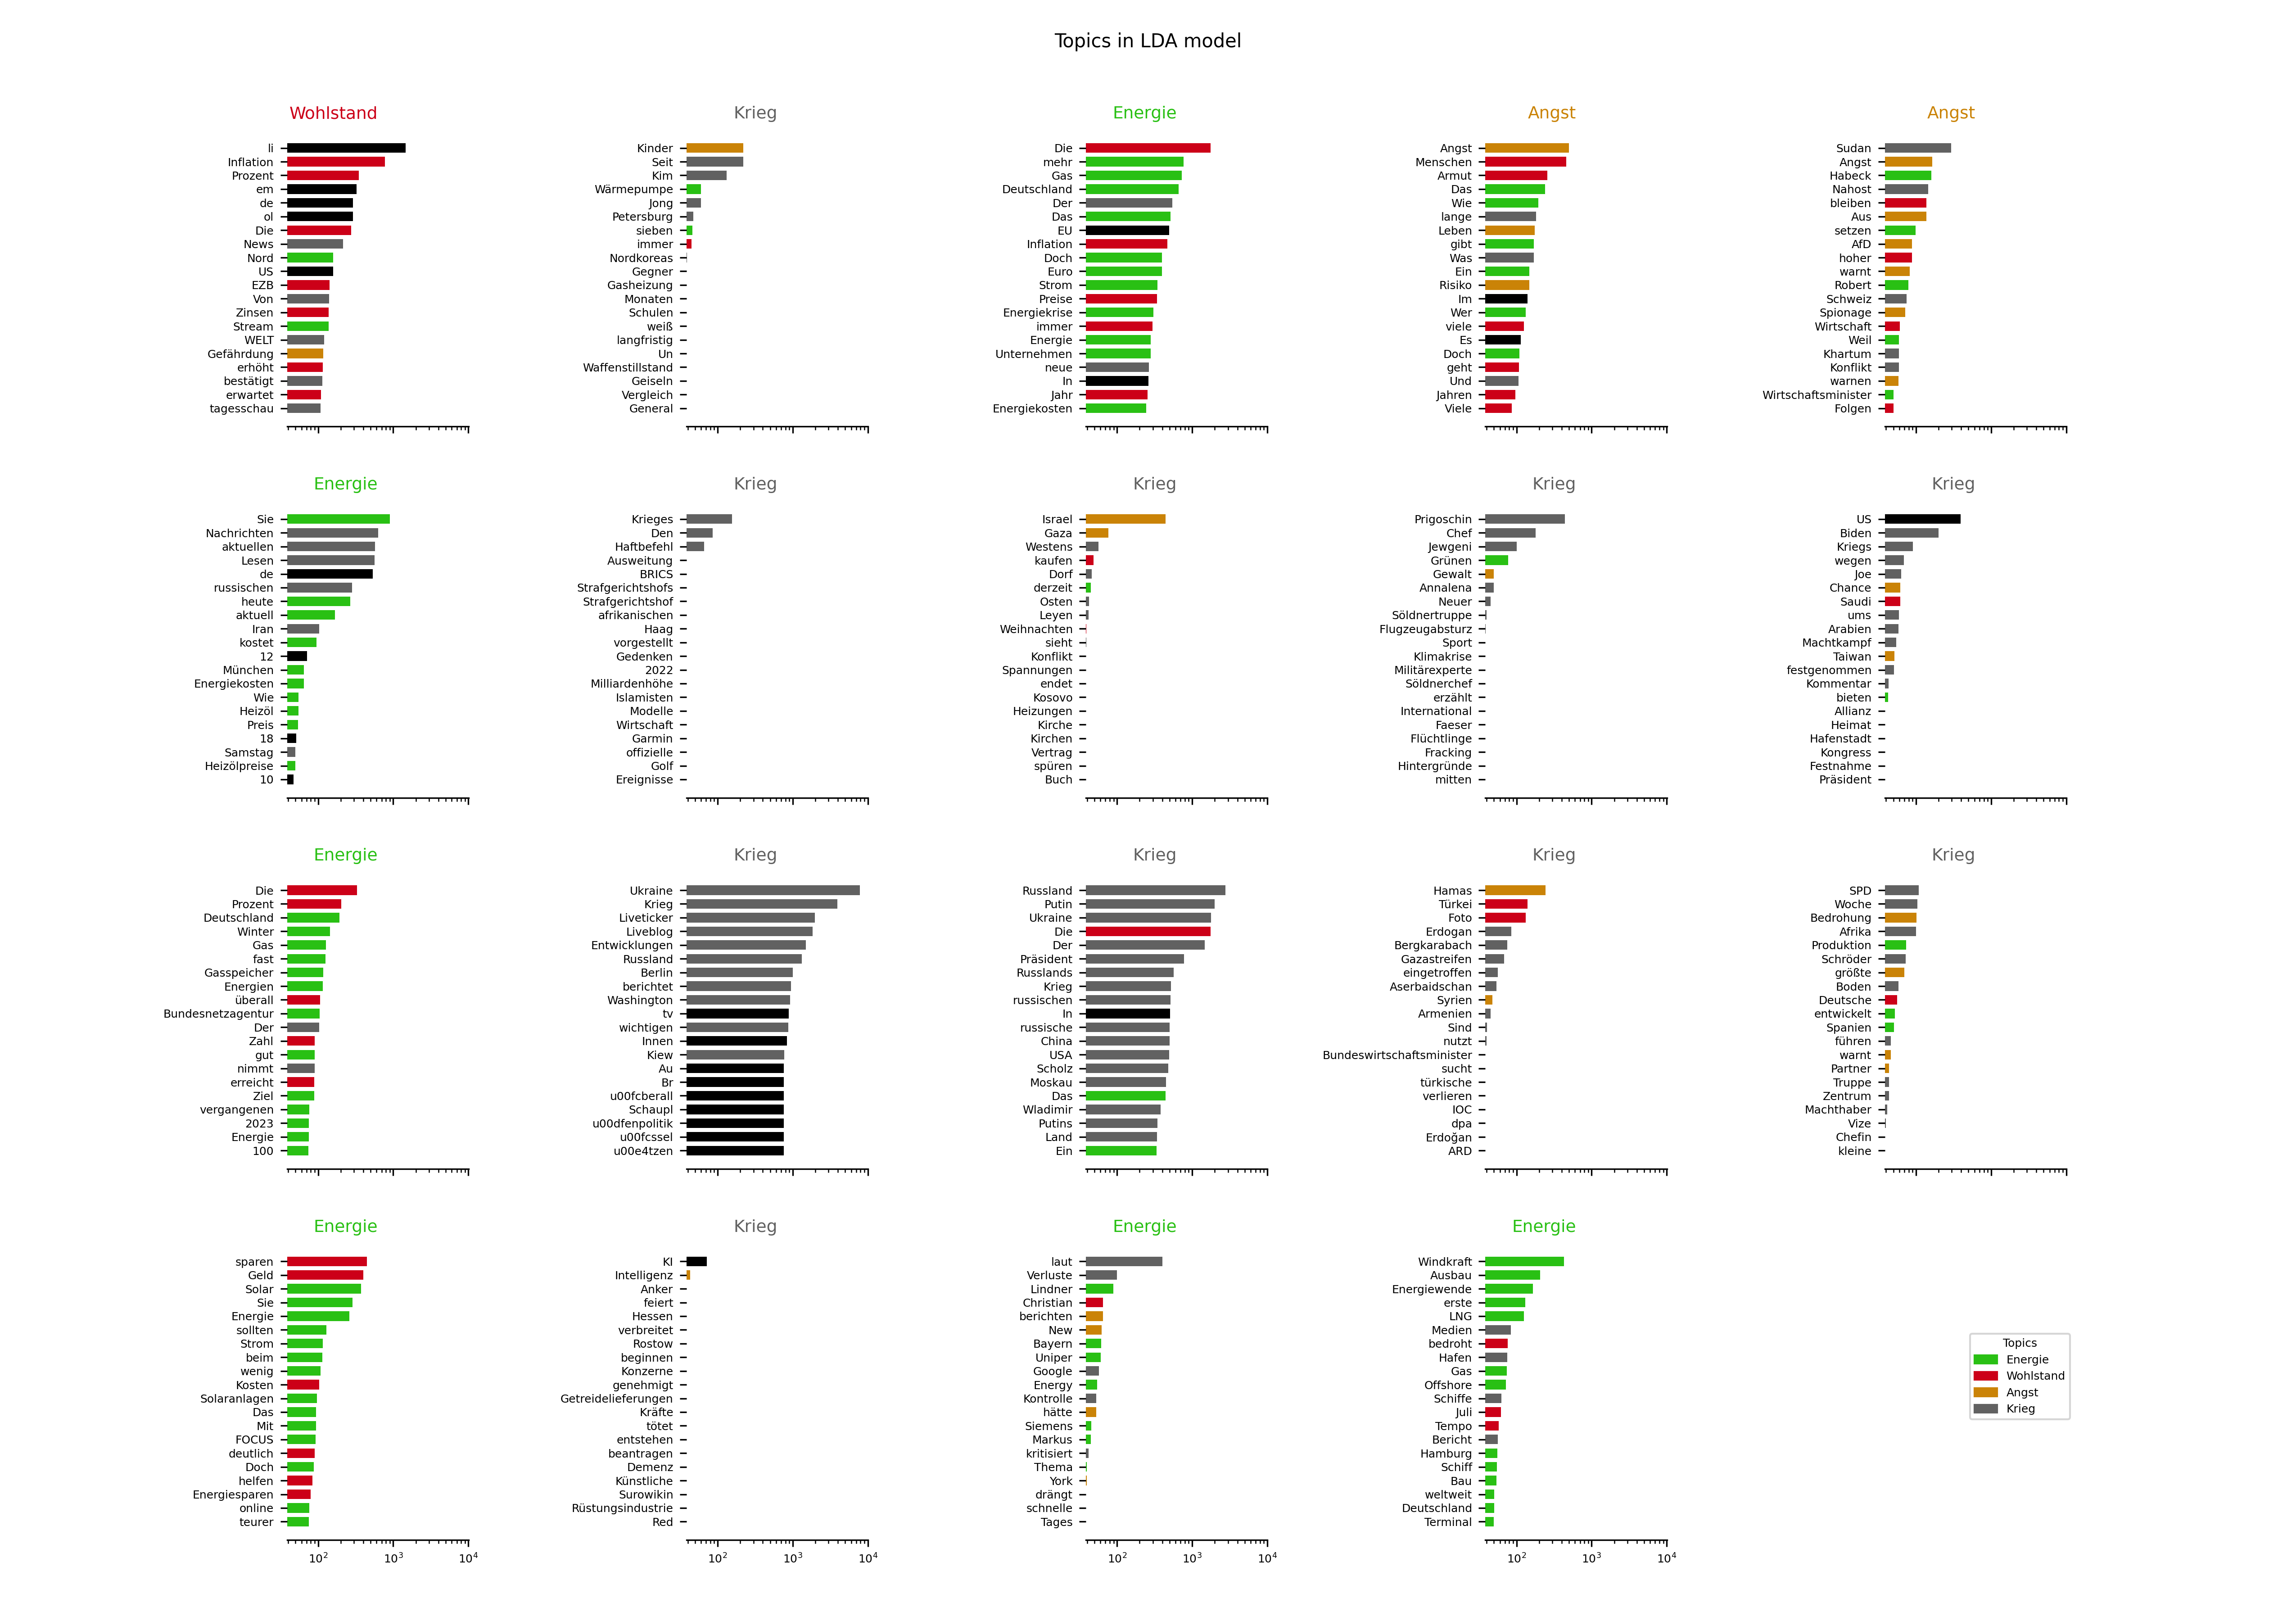 Topics in LDA model
Wohlstand
li
Inflation
Prozent
em
de
ol
Die
News
Nord
US
EZB
Von
Zinsen
Stream
WELT
Gefährdung
erhöht
bestätigt
erwartet
tagesschau
Krieg
Kinder
Seit
Kim
Wärmepumpe
Jong
Petersburg
sieben
immer
Nordkoreas
Gegner
Gasheizung
Monaten
Schulen
weiß
langfristig
Un
Waffenstillstand
Geiseln
Vergleich
General
Energie
Die
mehr
Gas
Deutschland
Der
Das
EU
Inflation
Doch
Euro
Strom
Preise
Energiekrise
immer
Energie
Unternehmen
neue
In
Jahr
Energiekosten
Angst
Angst
Menschen
Armut
Das
Wie
lange
Leben
gibt
Was
Ein
Risiko
Im
Wer
viele
Es
Doch
geht
Und
Jahren
Viele
Angst
Sudan
Angst
Habeck
Nahost
bleiben
Aus
setzen
AfD
hoher
warnt
Robert
Schweiz
Spionage
Wirtschaft
Weil
Khartum
Konflikt
warnen
Wirtschaftsminister
Folgen
Energie
Sie
Nachrichten
aktuellen
Lesen
de
russischen
heute
aktuell
Iran
kostet
12
München
Energiekosten
Wie
Heizöl
Preis
18
Samstag
Heizölpreise
10
Krieg
Krieges
Den
Haftbefehl
Ausweitung
BRICS
Strafgerichtshofs
Strafgerichtshof
afrikanischen
Haag
vorgestellt
Gedenken
2022
Milliardenhöhe
Islamisten
Modelle
Wirtschaft
Garmin
offizielle
Golf
Ereignisse
Krieg
Israel
Gaza
Westens
kaufen
Dorf
derzeit
Osten
Leyen
Weihnachten
sieht
Konflikt
Spannungen
endet
Kosovo
Heizungen
Kirche
Kirchen
Vertrag
spüren
Buch
Krieg
Prigoschin
Chef
Jewgeni
Grünen
Gewalt
Annalena
Neuer
Söldnertruppe
Flugzeugabsturz
Sport
Klimakrise
Militärexperte
Söldnerchef
erzählt
International
Faeser
Flüchtlinge
Fracking
Hintergründe
mitten
Krieg
US
Biden
Kriegs
wegen
Joe
Chance
Saudi
ums
Arabien
Machtkampf
Taiwan
festgenommen
Kommentar
bieten
Allianz
Heimat
Hafenstadt
Kongress
Festnahme
Präsident
Energie
Die
Prozent
Deutschland
Winter
Gas
fast
Gasspeicher
Energien
überall
Bundesnetzagentur
Der
Zahl
gut
nimmt
erreicht
Ziel
vergangenen
2023
Energie
100
Krieg
Ukraine
Krieg
Liveticker
Liveblog
Entwicklungen
Russland
Berlin
berichtet
Washington
tv
wichtigen
Innen
Kiew
Au
Br
u00fcberall
Schaupl
u00dfenpolitik
u00fcssel
u00e4tzen
Krieg
Russland
Putin
Ukraine
Die
Der
Präsident
Russlands
Krieg
russischen
In
russische
China
USA
Scholz
Moskau
Das
Wladimir
Putins
Land
Ein
Krieg
Hamas
Türkei
Foto
Erdogan
Bergkarabach
Gazastreifen
eingetroffen
Aserbaidschan
Syrien
Armenien
Sind
nutzt
Bundeswirtschaftsminister
sucht
türkische
verlieren
IOC
dpa
Erdoğan
ARD
Krieg
SPD
Woche
Bedrohung
Afrika
Produktion
Schröder
größte
Boden
Deutsche
entwickelt
Spanien
führen
warnt
Partner
Truppe
Zentrum
Machthaber
Vize
Chefin
kleine
Energie
sparen
Geld
Solar
Sie
Energie
sollten
Strom
beim
wenig
Kosten
Solaranlagen
Das
Mit
FOCUS
deutlich
Doch
helfen
Energiesparen
online
teurer
10² 10³ 10⁴
Krieg
KI
Intelligenz
Anker
feiert
Hessen
verbreitet
Rostow
beginnen
Konzerne
genehmigt
Getreidelieferungen
Kräfte
tötet
entstehen
beantragen
Demenz
Künstliche
Surowikin
Rüstungsindustrie
Red
10² 10³ 10⁴
Energie
laut
Verluste
Lindner
Christian
berichten
New
Bayern
Uniper
Google
Energy
Kontrolle
hätte
Siemens
Markus
kritisiert
Thema
York
drängt
schnelle
Tages
10² 10³ 10⁴
Energie
Windkraft
Ausbau
Energiewende
erste
LNG
Medien
bedroht
Hafen
Gas
Offshore
Schiffe
Juli
Tempo
Bericht
Hamburg
Schiff
Bau
weltweit
Deutschland
Terminal
10² 10³ 10⁴
Topics
Energie
Wohlstand
Angst
Krieg